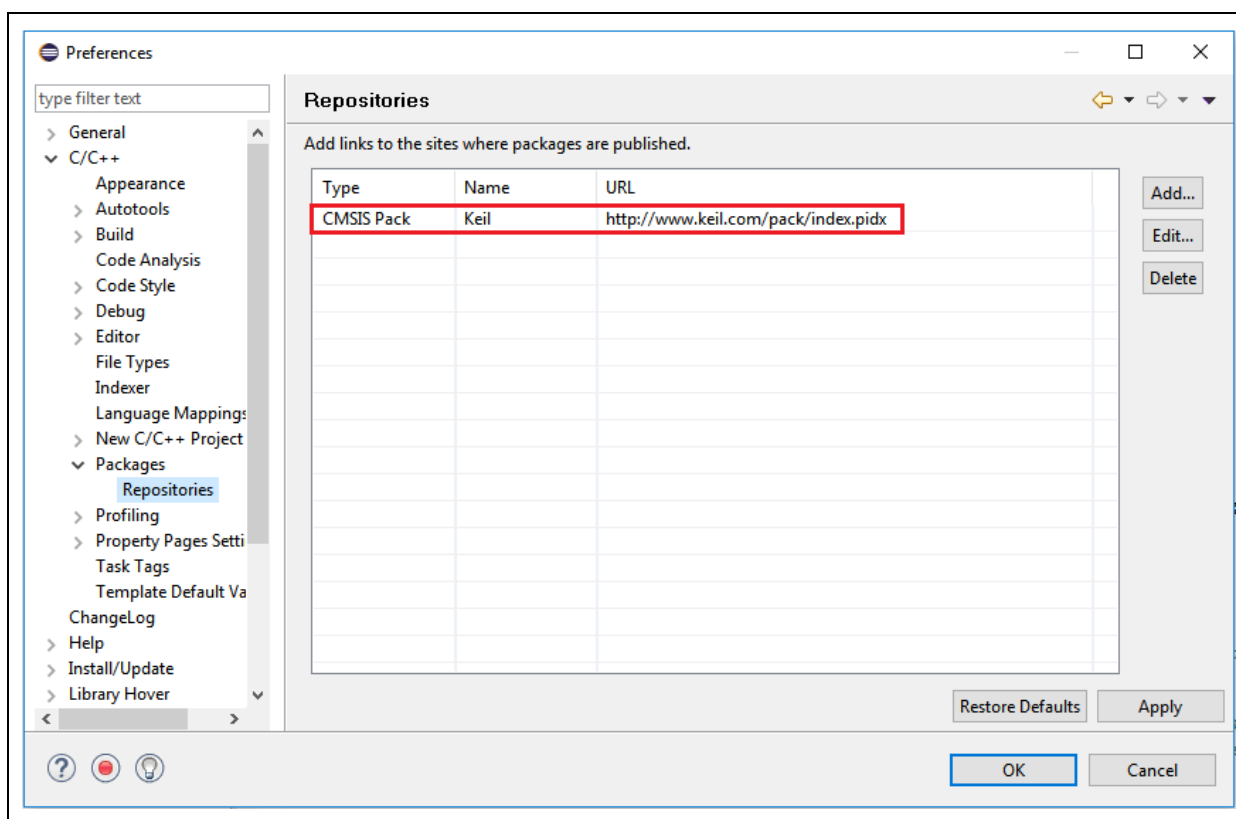 Preferences
type filter text
General
C/C++
Appearance
Autotools
Build
Code Analysis
Code Style
Debug
Editor
File Types
Indexer
Language Mappings
New C/C++ Project
Packages
Repositories
Profiling
Property Pages Setti
Task Tags
Template Default Va
ChangeLog
Help
Install/Update
Library Hover
Repositories
Add links to the sites where packages are published.
Type Name URL
CMSIS Pack Keil http://www.keil.com/pack/index.pidx
Add...
Edit...
Delete
Restore Defaults Apply
OK Cancel